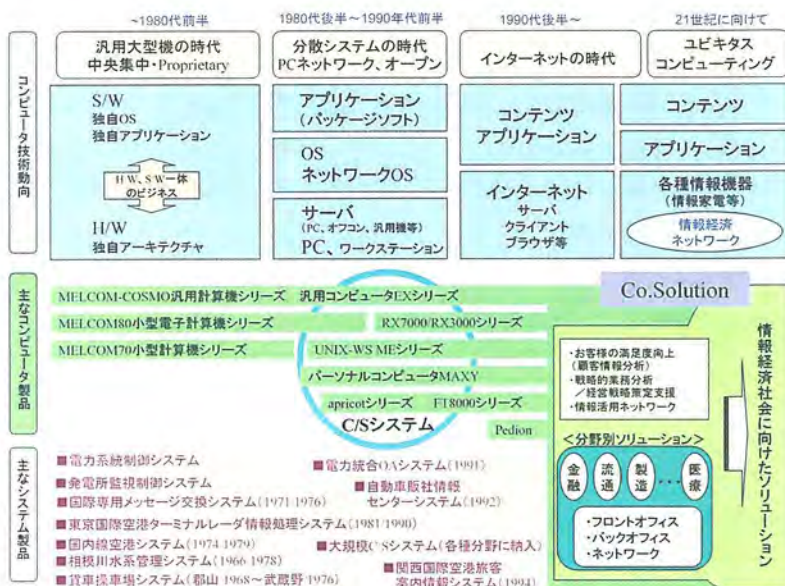 ~1980代前半
1980代後半～1990年代前半
1990代後半～
21世紀に向けて
コンピュータ技術動向
汎用大型機の時代
中央集中・Proprietary
分散システムの時代
PCネットワーク、オープン
インターネットの時代
ユビキタス
コンピューティング
S/W
独自OS
独自アプリケーション
HW、SW一体
のビジネス
H/W
独自アーキテクチャ
アプリケーション
(パッケージソフト)
OS
ネットワークOS
サーバ
(PC、オフコン、汎用機等)
PC、ワークステーション
コンテンツ
アプリケーション
インターネット
サーバ
クライアント
ブラウザ等
コンテンツ
アプリケーション
各種情報機器
(情報家電等)
情報経済
ネットワーク
主なコンピュータ製品
MELCOM-COSMO汎用計算機シリーズ
汎用コンピュータEXシリーズ
MELCOM80小型電子計算機シリーズ
RX7000/RX3000シリーズ
MELCOM70小型計算機シリーズ
UNIX-WS MEシリーズ
パーソナルコンピュータMAXY
apricotシリーズ
FT8000シリーズ
C/Sシステム
Pedion
Co.Solution
・お客様の満足度向上
(顧客情報分析)
・戦略的業務分析
／経営戦略策定支援
・情報活用ネットワーク
<分野別ソリューション>
金融
流通
製造
・・・
医療
・フロントオフィス
・バックオフィス
・ネットワーク
情報経済社会に向けたソリューション
主なシステム製品
■電力系統制御システム
■発電所監視制御システム
■国際専用メッセージ交換システム(1971/1976)
■東京国際空港ターミナルレーダ情報処理システム(1981/1990)
■国内線空港システム(1974/1979)
■相模川水系管理システム(1966/1978)
■貨車操車場システム(郡山/1968～武蔵野/1976)
■電力統合OAシステム(1991)
■自動車販社情報
センターシステム(1992)
■大規模C/Sシステム(各種分野に納入)
■関西国際空港旅客
案内情報システム(1994)